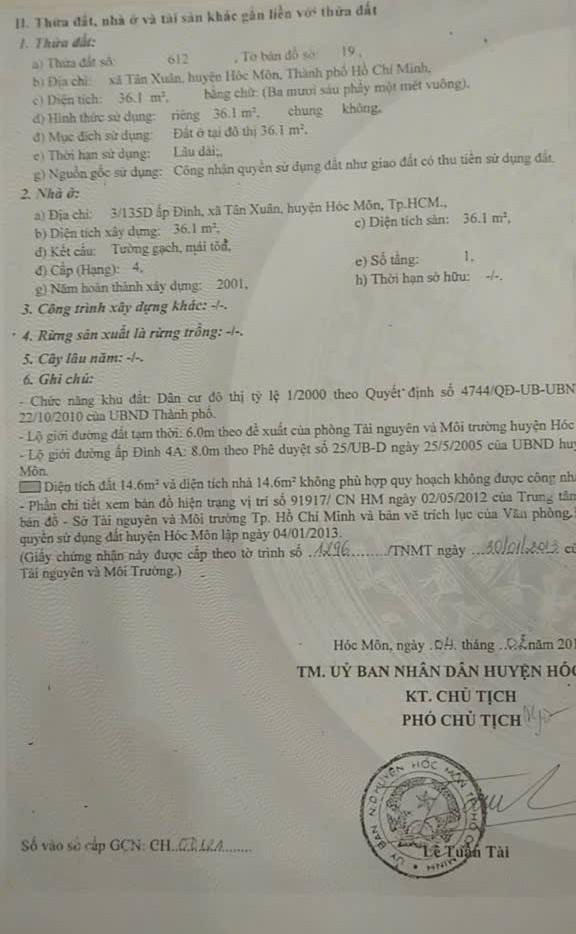 II. Thửa đất, nhà ở và tài sản khác gắn liền với thửa đất
1. Thửa đất:
a) Thửa đất số: 612 , Tờ bản đồ số: 19 ,
b) Địa chỉ: xã Tân Xuân, huyện Hóc Môn, Thành phố Hồ Chí Minh,
c) Diện tích: 36.1 m², bằng chữ: (Ba mươi sáu phẩy một mét vuông),
d) Hình thức sử dụng: riêng 36.1 m², chung không,
đ) Mục đích sử dụng: Đất ở tại đô thị 36.1 m²,
e) Thời hạn sử dụng: Lâu dài;,
g) Nguồn gốc sử dụng: Công nhận quyền sử dụng đất như giao đất có thu tiền sử dụng đất.
2. Nhà ở:
a) Địa chỉ: 3/135D ấp Đình, xã Tân Xuân, huyện Hóc Môn, Tp.HCM.,
b) Diện tích xây dựng: 36.1 m², c) Diện tích sàn: 36.1 m²,
d) Kết cấu: Tường gạch, mái tôn,
đ) Cấp (Hạng): 4, e) Số tầng: 1,
g) Năm hoàn thành xây dựng: 2001, h) Thời hạn sở hữu: -/-.
3. Công trình xây dựng khác: -/-.
4. Rừng sản xuất là rừng trồng: -/-.
5. Cây lâu năm: -/-.
6. Ghi chú:
- Chức năng khu đất: Dân cư đô thị tỷ lệ 1/2000 theo Quyết định số 4744/QĐ-UB-UBN
22/10/2010 của UBND Thành phố.
- Lộ giới đường đất tạm thời: 6.0m theo đề xuất của phòng Tài nguyên và Môi trường huyện Hóc
- Lộ giới đường ấp Đình 4A: 8.0m theo Phê duyệt số 25/UB-D ngày 25/5/2005 của UBND huy
Môn.
Diện tích đất 14.6m² và diện tích nhà 14.6m² không phù hợp quy hoạch không được công nh
- Phần chi tiết xem bản đồ hiện trạng vị trí số 91917/ CN HM ngày 02/05/2012 của Trung tâm
bản đồ - Sở Tài nguyên và Môi trường Tp. Hồ Chí Minh và bản vẽ trích lục của Văn phòng
quyền sử dụng đất huyện Hóc Môn lập ngày 04/01/2013.
(Giấy chứng nhận này được cấp theo tờ trình số .1296........./TNMT ngày ...30/01/2013. củ
Tài nguyên và Môi Trường.)
Hóc Môn, ngày .04. tháng ..02.năm 201
TM. UỶ BAN NHÂN DÂN HUYỆN HÓC
KT. CHỦ TỊCH
PHÓ CHỦ TỊCH
Lê Tuấn Tài
Số vào sổ cấp GCN: CH